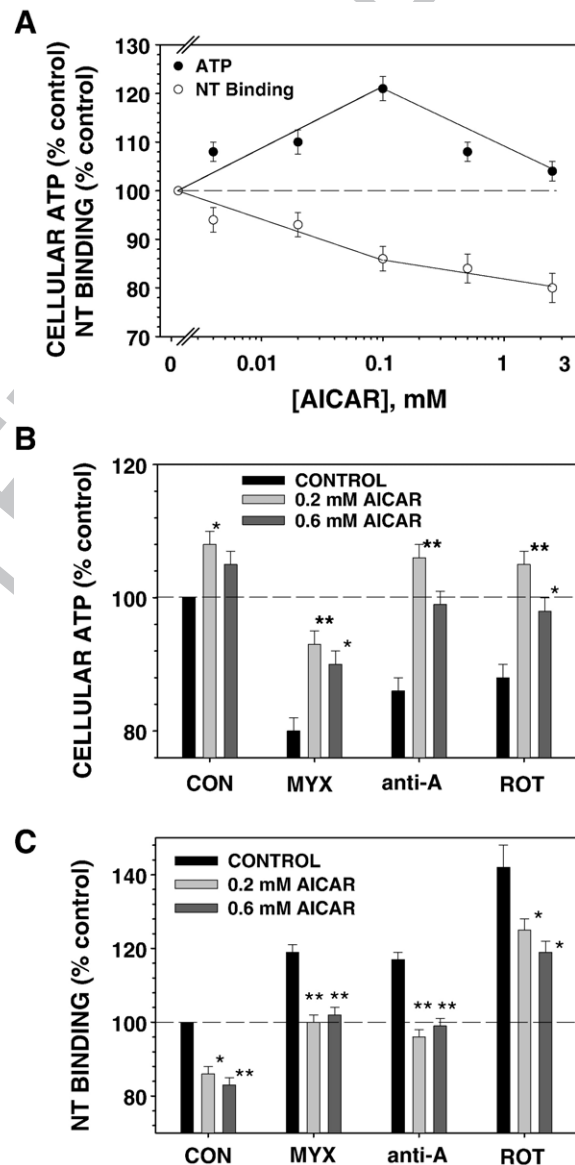 A
130
120
110
100
90
80
70
CELLULAR ATP (% control)
NT BINDING (% control)
ATP
NT Binding
0
0.01
0.1
1
3
[AICAR], mM
B
120
100
80
CELLULAR ATP (% control)
CONTROL
0.2 mM AICAR
0.6 mM AICAR
*
**
*
**
**
*
CON
MYX
anti-A
ROT
C
140
120
100
80
NT BINDING (% control)
CONTROL
0.2 mM AICAR
0.6 mM AICAR
*
**
** **
** **
*
*
CON
MYX
anti-A
ROT